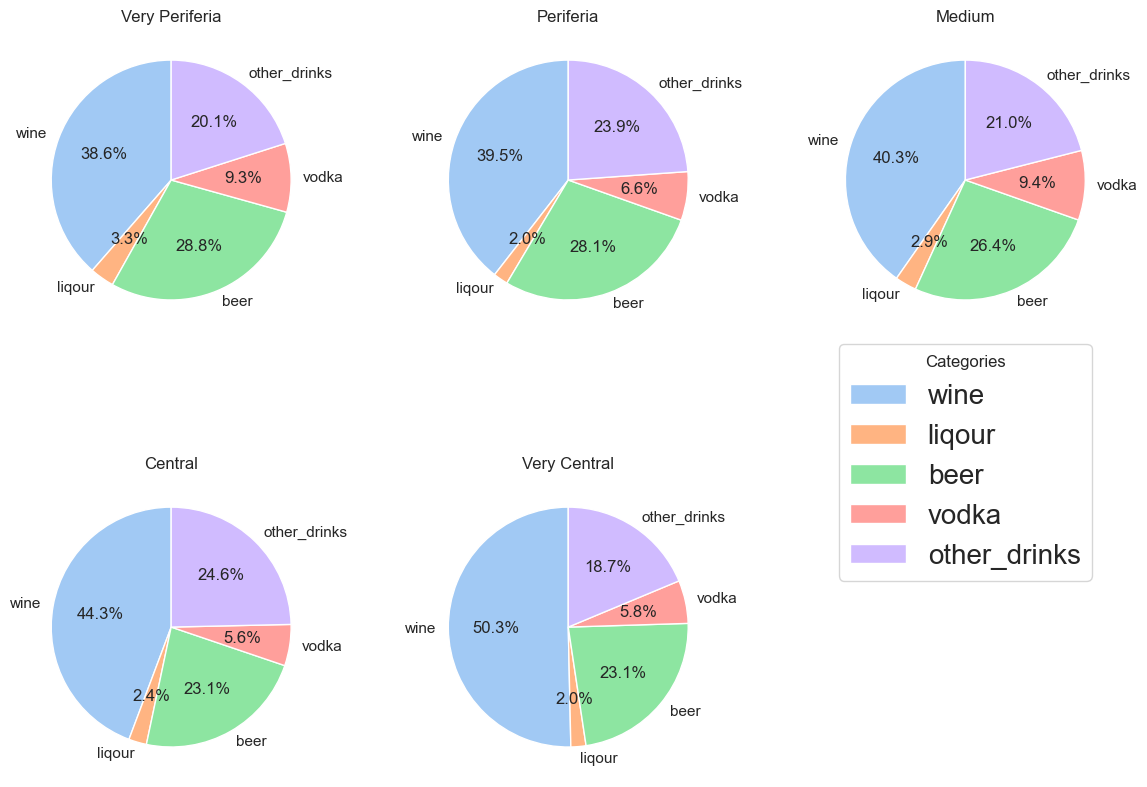 Very Periferia
Periferia
Medium
other_drinks
20.1%
wine
38.6%
9.3%
vodka
3.3%
28.8%
liqour
beer
other_drinks
23.9%
wine
39.5%
6.6%
vodka
2.0%
28.1%
liqour
beer
other_drinks
21.0%
wine
40.3%
9.4%
vodka
2.9%
26.4%
liqour
beer
Categories
wine
liqour
beer
vodka
other_drinks
Central
Very Central
other_drinks
24.6%
wine
44.3%
5.6%
vodka
2.4%
23.1%
liqour
beer
other_drinks
18.7%
vodka
5.8%
wine
50.3%
23.1%
2.0%
beer
liqour